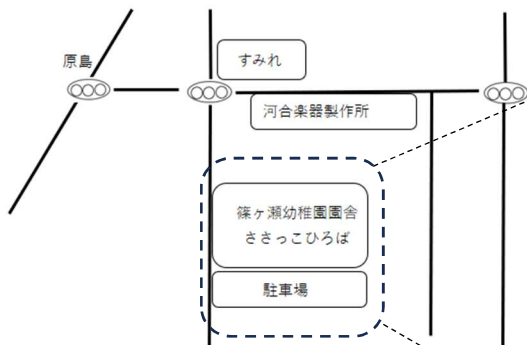 原島
すみれ
河合楽器製作所
篠ヶ瀬幼稚園園舎
ささっこひろば
駐車場